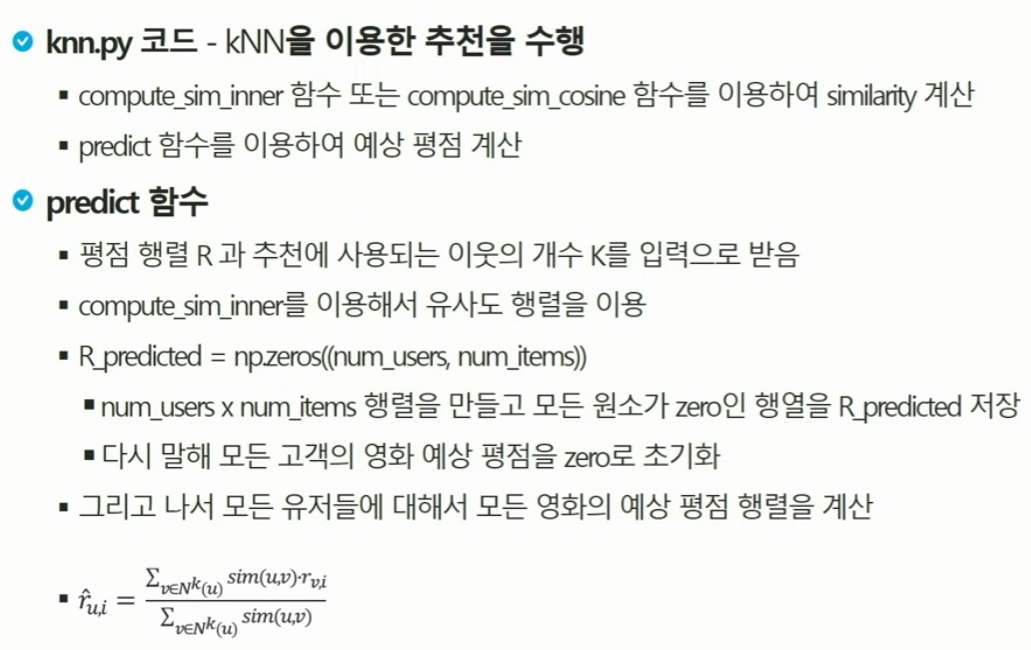 knn.py 코드 - kNN을 이용한 추천을 수행
compute_sim_inner 함수 또는 compute_sim_cosine 함수를 이용하여 similarity 계산
predict 함수를 이용하여 예상 평점 계산
predict 함수
평점 행렬 R 과 추천에 사용되는 이웃의 개수 K를 입력으로 받음
compute_sim_inner를 이용해서 유사도 행렬을 이용
R_predicted = np.zeros((num_users, num_items))
num_users x num_items 행렬을 만들고 모든 원소가 zero인 행열을 R_predicted 저장
다시 말해 모든 고객의 영화 예상 평점을 zero로 초기화
그리고 나서 모든 유저들에 대해서 모든 영화의 예상 평점 행렬을 계산
r̂_{u,i} = \frac{∑_{v∈N^k(u)} sim(u,v)·r_{v,i}}{∑_{v∈N^k(u)} sim(u,v)}